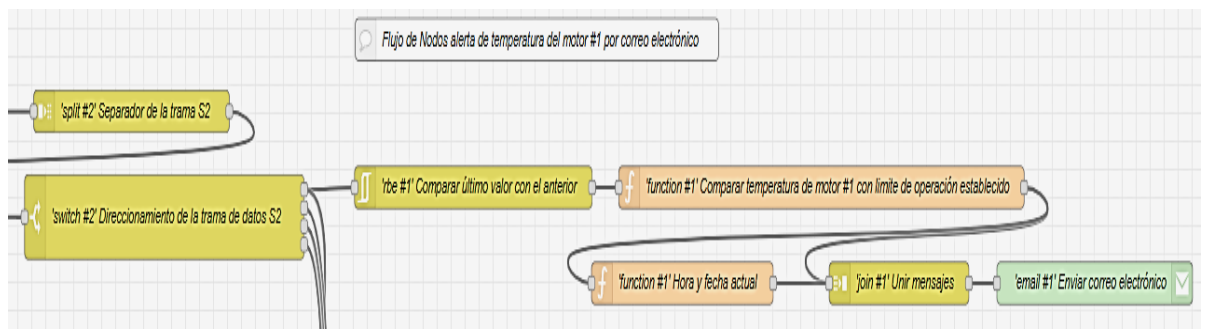 Flujo de Nodos alerta de temperatura del motor #1 por correo electrónico
'split #2' Separador de la trama S2
'rbe #1' Comparar último valor con el anterior
'function #1' Comparar temperatura de motor #1 con limite de operación establecido
'switch #2' Direccionamiento de la trama de datos S2
'function #1' Hora y fecha actual
'join #1' Unir mensajes
'email #1' Enviar correo electrónico